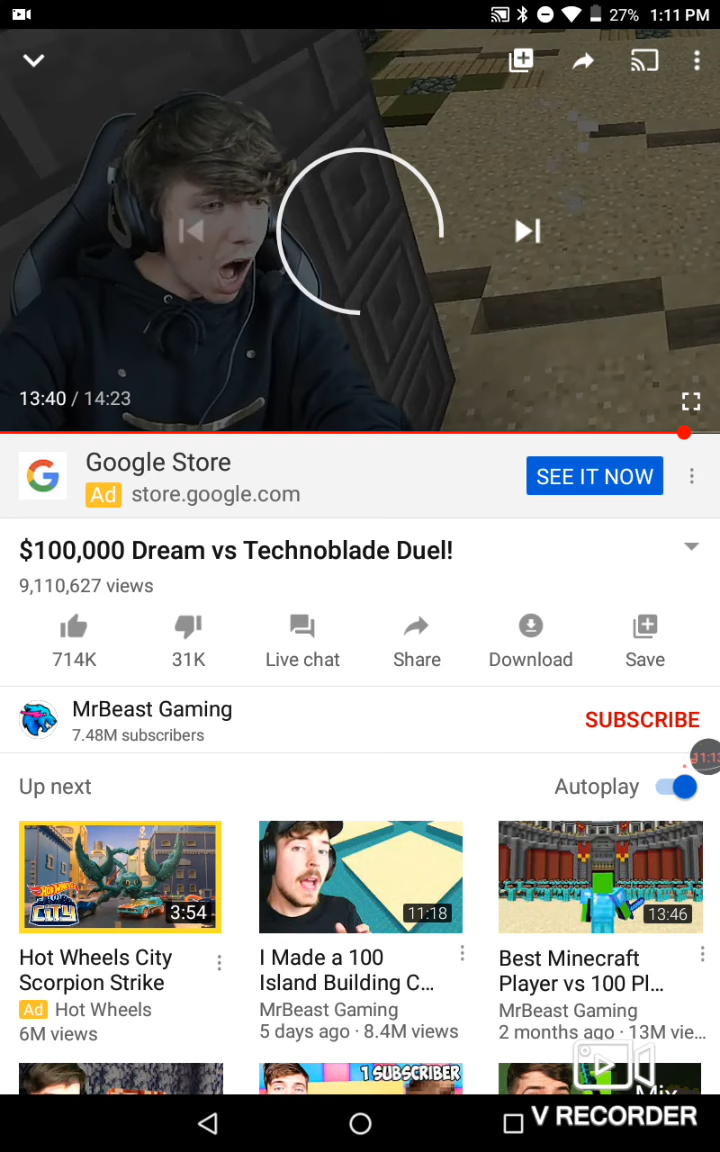 27% 1:11 PM
13:40 / 14:23
Google Store
Ad store.google.com
SEE IT NOW
$100,000 Dream vs Technoblade Duel!
9,110,627 views
714K
31K
Live chat
Share
Download
Save
MrBeast Gaming
7.48M subscribers
SUBSCRIBE
Up next
Autoplay
HOT WHEELS
CITY
3:54
11:18
13:46
Hot Wheels City
Scorpion Strike
Ad Hot Wheels
6M views
I Made a 100
Island Building C...
MrBeast Gaming
5 days ago · 8.4M views
Best Minecraft
Player vs 100 Pl...
MrBeast Gaming
2 months ago · 13M vie...
1 SUBSCRIBER
Mix
V RECORDER